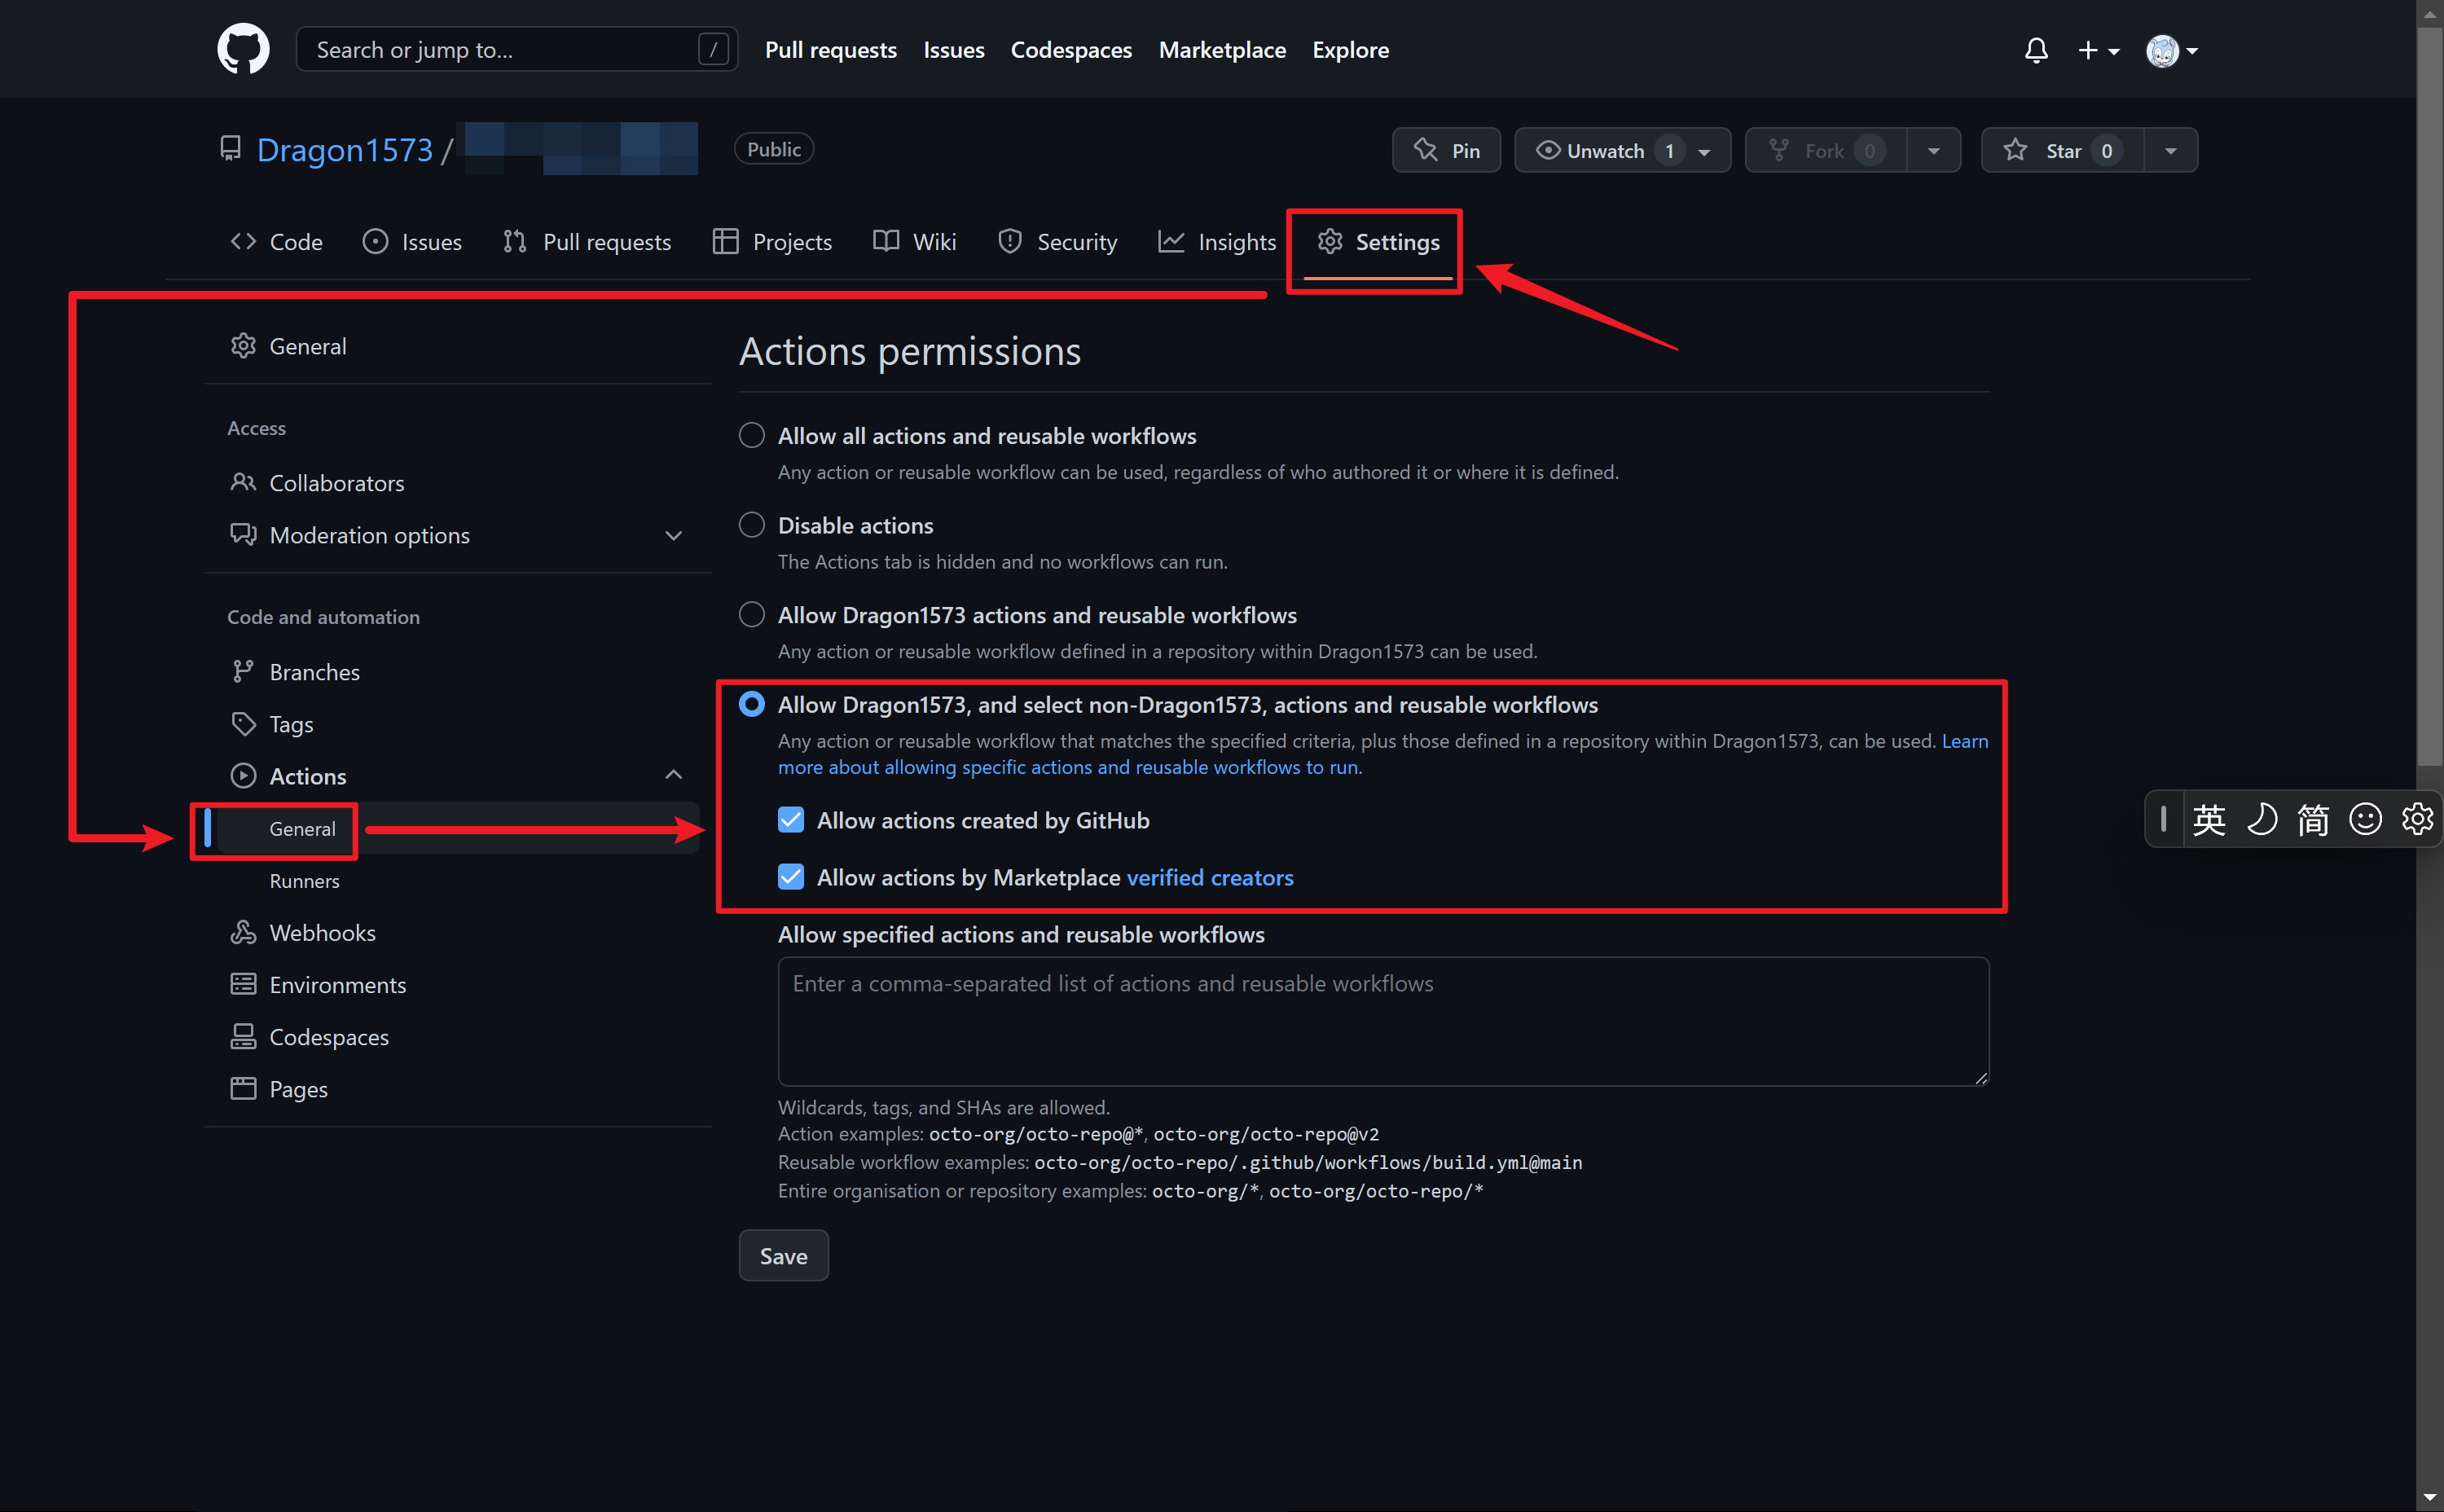 Search or jump to... /
Pull requests Issues Codespaces Marketplace Explore
Dragon1573 /
Public
Pin
Unwatch 1
Fork 0
Star 0
Code Issues Pull requests Projects Wiki Security Insights Settings
General
Access
Collaborators
Moderation options
Code and automation
Branches
Tags
Actions
General
Runners
Webhooks
Environments
Codespaces
Pages
Actions permissions
Allow all actions and reusable workflows
Any action or reusable workflow can be used, regardless of who authored it or where it is defined.
Disable actions
The Actions tab is hidden and no workflows can run.
Allow Dragon1573 actions and reusable workflows
Any action or reusable workflow defined in a repository within Dragon1573 can be used.
Allow Dragon1573, and select non-Dragon1573, actions and reusable workflows
Any action or reusable workflow that matches the specified criteria, plus those defined in a repository within Dragon1573, can be used. Learn
more about allowing specific actions and reusable workflows to run.
Allow actions created by GitHub
Allow actions by Marketplace verified creators
Allow specified actions and reusable workflows
Enter a comma-separated list of actions and reusable workflows
Wildcards, tags, and SHAs are allowed.
Action examples: octo-org/octo-repo@*, octo-org/octo-repo@v2
Reusable workflow examples: octo-org/octo-repo/.github/workflows/build.yml@main
Entire organisation or repository examples: octo-org/*, octo-org/octo-repo/*
Save
英 简